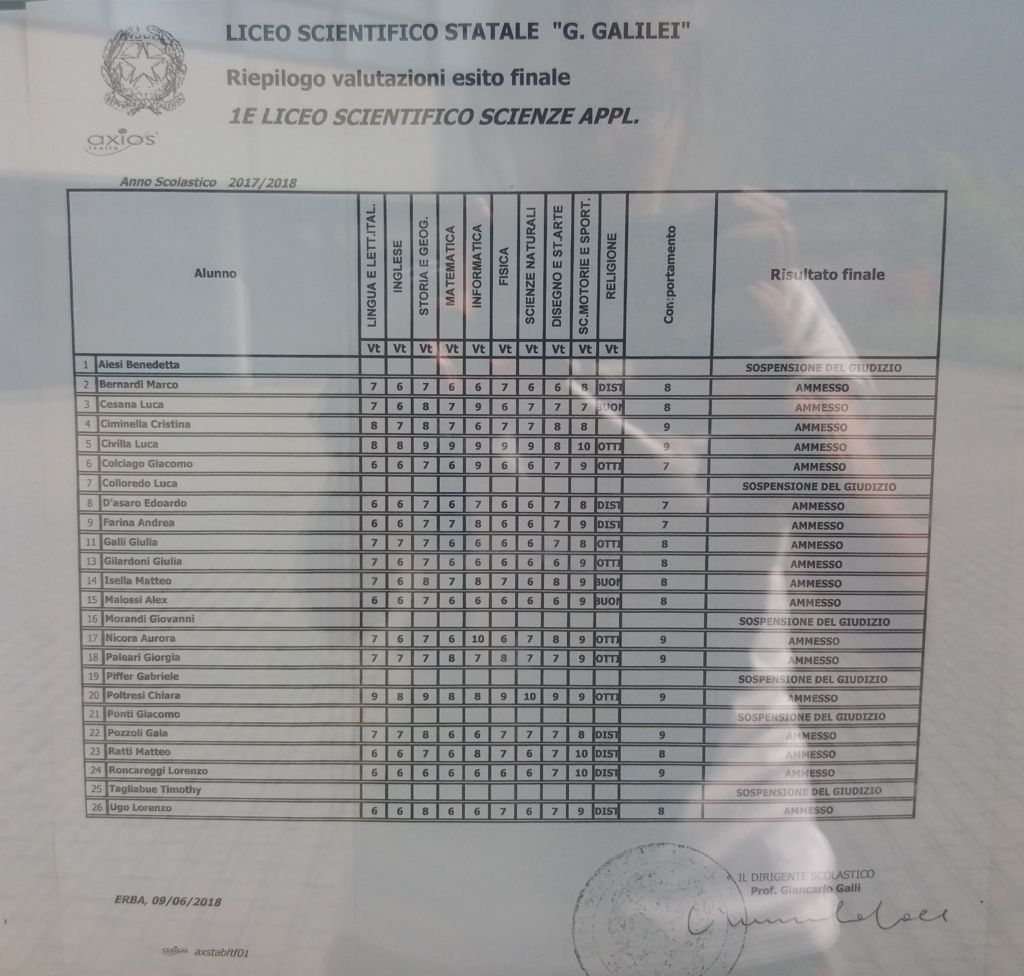 LICEO SCIENTIFICO STATALE "G. GALILEI"
Riepilogo valutazioni esito finale
1E LICEO SCIENTIFICO SCIENZE APPL.
axios
italia
Anno Scolastico 2017/2018
Alunno LINGUA E LETT.ITAL. INGLESE STORIA E GEOG. MATEMATICA INFORMATICA FISICA SCIENZE NATURALI DISEGNO E ST.ARTE SC.MOTORIE E SPORT. RELIGIONE Comportamento Risultato finale
Vt Vt Vt Vt Vt Vt Vt Vt Vt Vt
1 Aiesi Benedetta SOSPENSIONE DEL GIUDIZIO
2 Bernardi Marco 7 6 7 6 6 7 6 6 8 DIST 8 AMMESSO
3 Cesana Luca 7 6 8 7 9 6 7 7 7 BUON 8 AMMESSO
4 Ciminella Cristina 8 7 8 7 6 7 7 8 8 9 AMMESSO
5 Civilla Luca 8 8 9 9 9 9 9 8 10 OTTI 9 AMMESSO
6 Colciago Giacomo 6 6 7 6 9 6 6 7 9 OTTI 7 AMMESSO
7 Colloredo Luca SOSPENSIONE DEL GIUDIZIO
8 D'asaro Edoardo 6 6 7 6 7 6 6 7 8 DIST 7 AMMESSO
9 Farina Andrea 6 6 7 7 8 6 6 7 9 DIST 7 AMMESSO
11 Galli Giulia 7 7 7 6 6 6 6 7 8 OTTI 8 AMMESSO
13 Gilardoni Giulia 7 6 7 6 6 6 6 6 9 OTTI 8 AMMESSO
14 Isella Matteo 7 6 8 7 8 7 6 8 9 BUON 8 AMMESSO
15 Malossi Alex 6 6 7 6 6 6 6 6 9 BUON 8 AMMESSO
16 Morandi Giovanni SOSPENSIONE DEL GIUDIZIO
17 Nicora Aurora 7 6 7 6 10 6 7 8 9 OTTI 9 AMMESSO
18 Paleari Giorgia 7 7 7 8 7 8 7 7 9 OTTI 9 AMMESSO
19 Piffer Gabriele SOSPENSIONE DEL GIUDIZIO
20 Poltresi Chiara 9 8 9 8 8 9 10 9 9 OTTI 9 AMMESSO
21 Ponti Giacomo SOSPENSIONE DEL GIUDIZIO
22 Pozzoli Gaia 7 7 8 6 6 7 7 7 8 DIST 9 AMMESSO
23 Ratti Matteo 6 6 7 6 8 7 6 7 10 DIST 8 AMMESSO
24 Roncareggi Lorenzo 6 6 6 6 6 6 6 7 10 DIST 9 AMMESSO
25 Tagliabue Timothy SOSPENSIONE DEL GIUDIZIO
26 Ugo Lorenzo 6 6 8 6 6 7 6 7 9 DIST 8 AMMESSO
IL DIRIGENTE SCOLASTICO
Prof. Giancarlo Galli
ERBA, 09/06/2018
axios axstabftf01